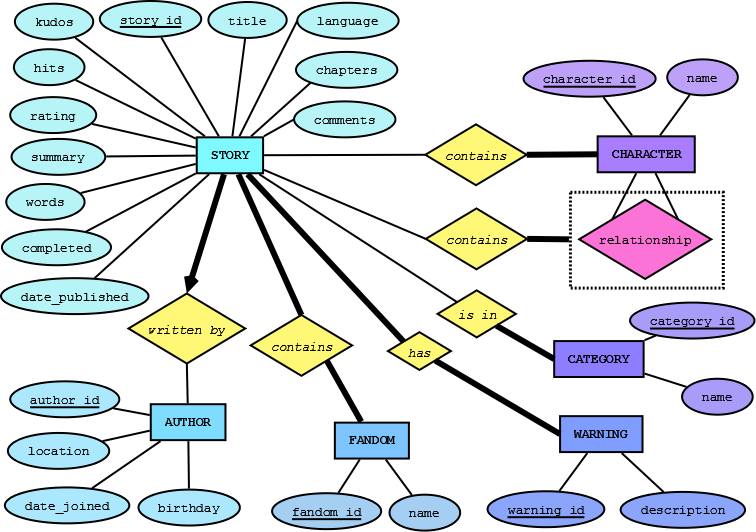 kudos
story_id
title
language
hits
chapters
character_id
name
rating
comments
summary
STORY
contains
CHARACTER
words
completed
contains
relationship
date_published
is in
category_id
written by
contains
has
CATEGORY
name
author_id
AUTHOR
location
FANDOM
WARNING
date_joined
birthday
fandom_id
name
warning_id
description